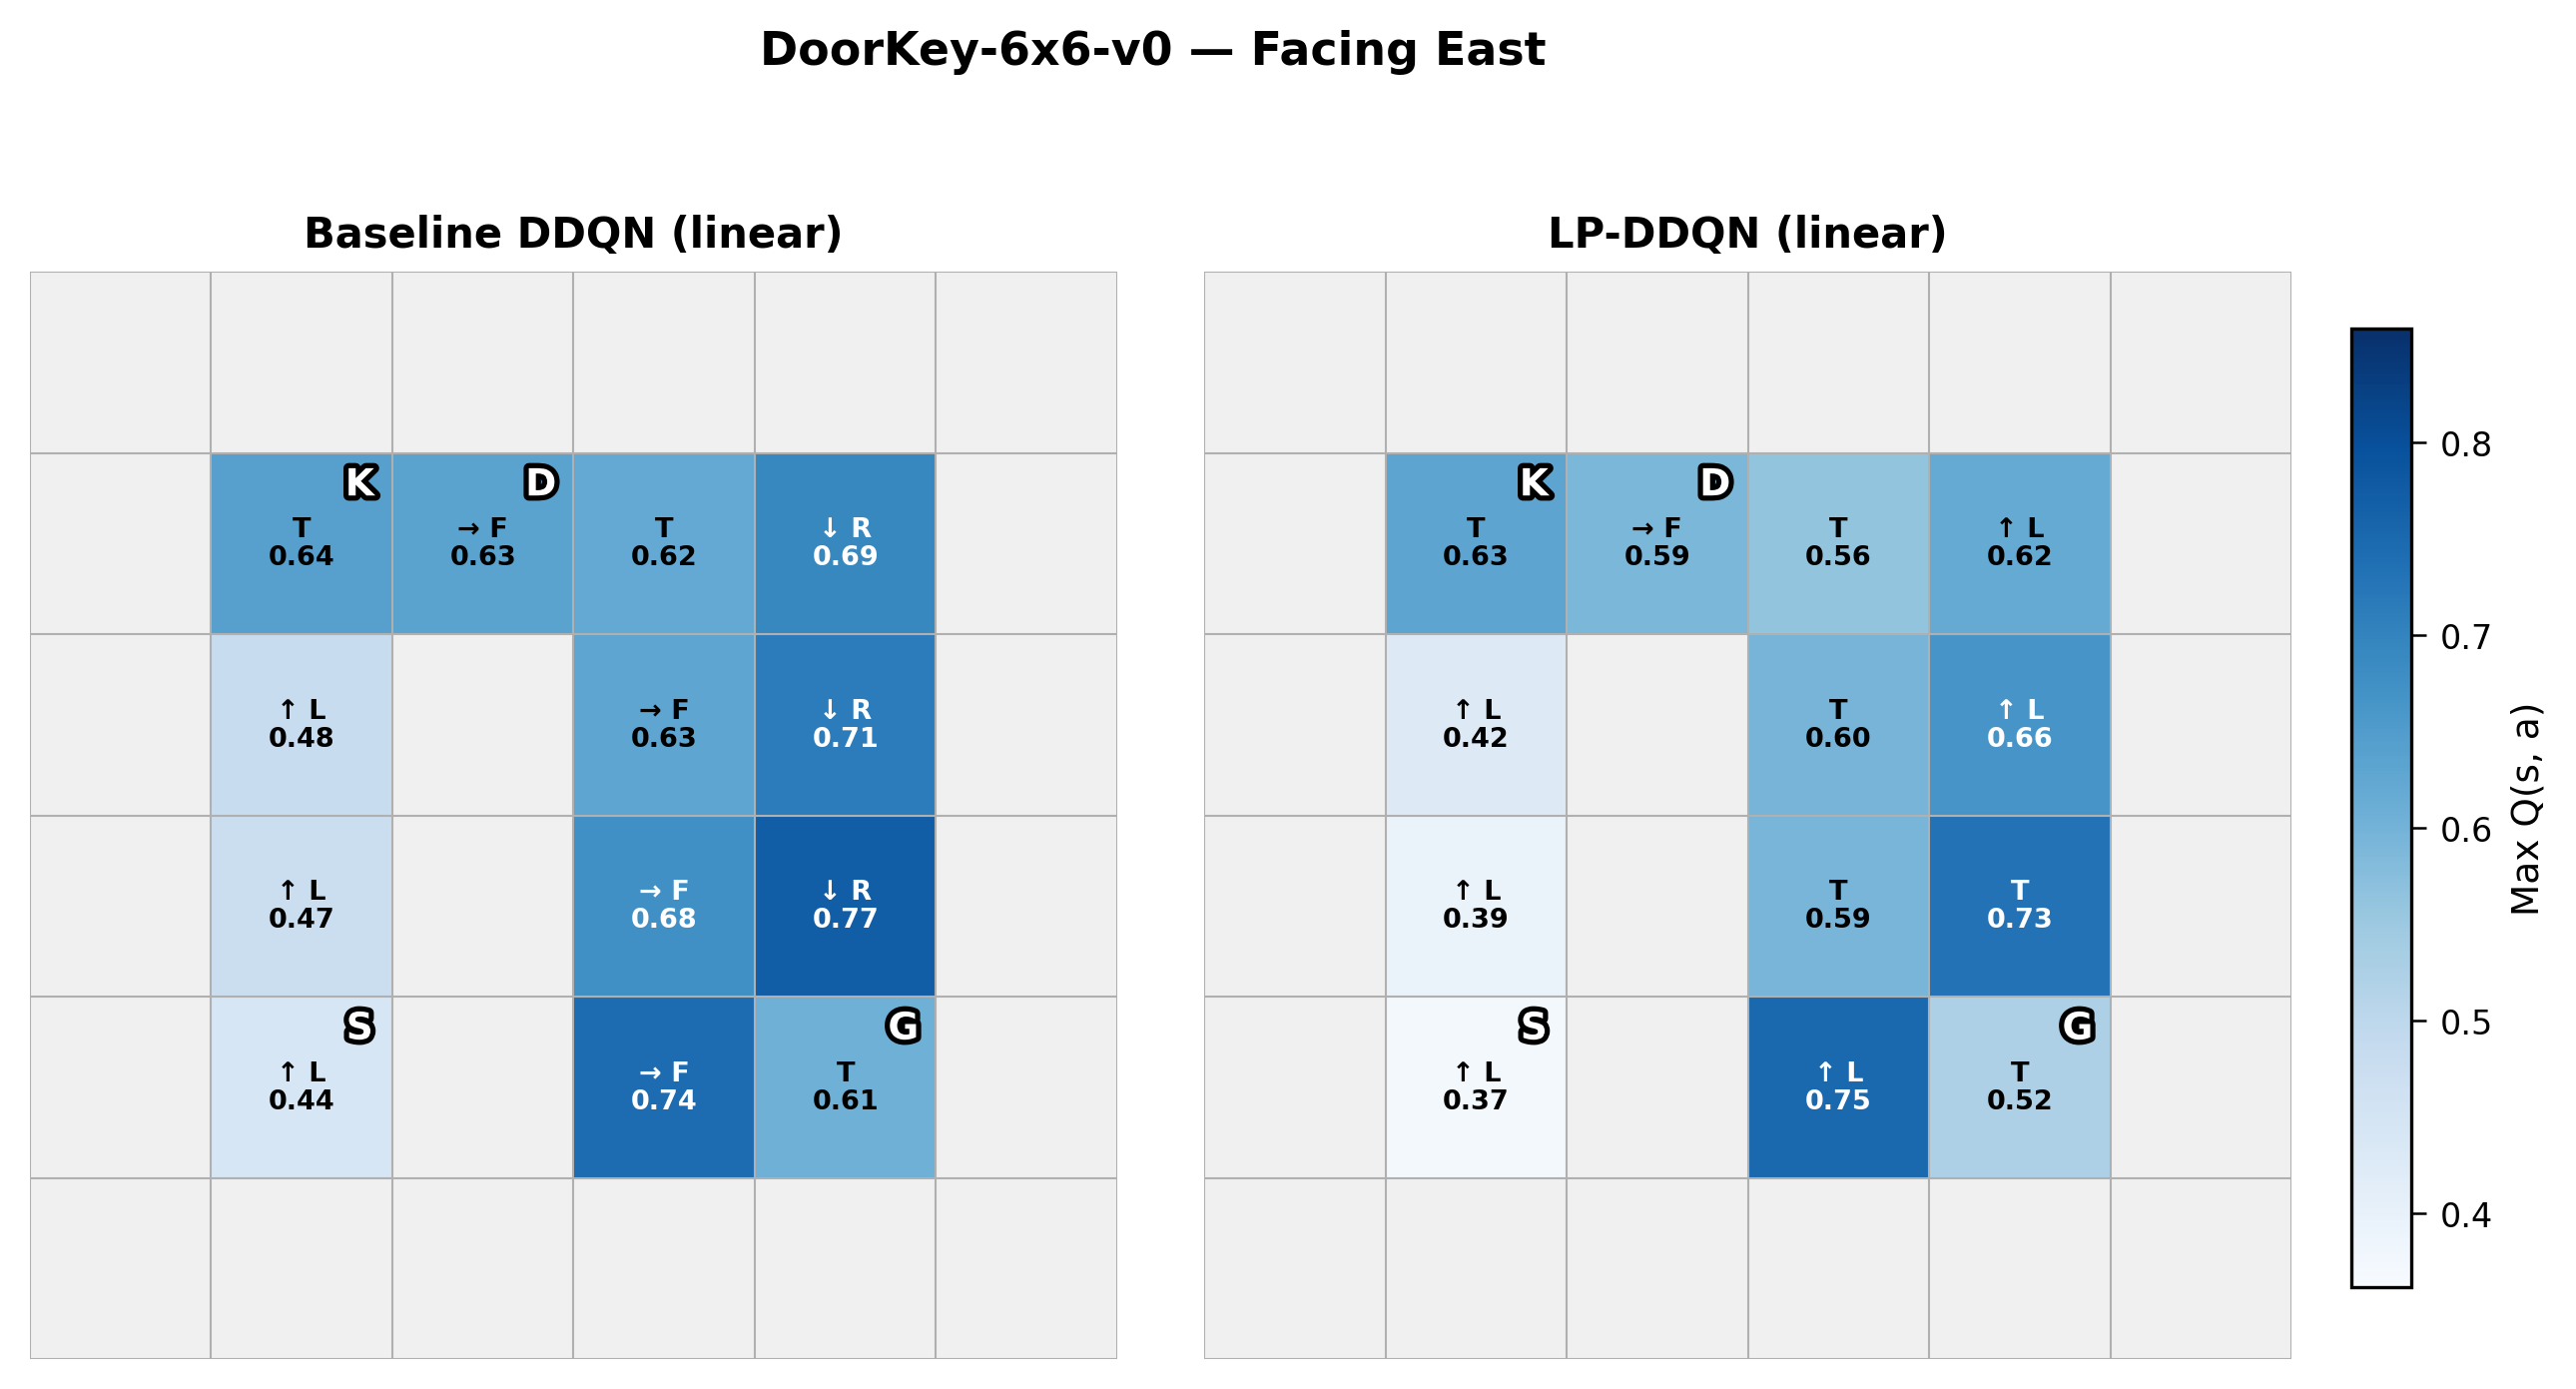 DoorKey-6x6-v0 — Facing East
Baseline DDQN (linear)
K
D
T
→ F
T
↓ R
0.64
0.63
0.62
0.69
↑ L
→ F
↓ R
0.48
0.63
0.71
↑ L
→ F
↓ R
0.47
0.68
0.77
S
G
↑ L
→ F
T
0.44
0.74
0.61
LP-DDQN (linear)
K
D
T
→ F
T
↑ L
0.63
0.59
0.56
0.62
↑ L
T
↑ L
0.42
0.60
0.66
↑ L
T
T
0.39
0.59
0.73
S
G
↑ L
↑ L
T
0.37
0.75
0.52
0.8
0.7
0.6
0.5
0.4
Max Q(s, a)